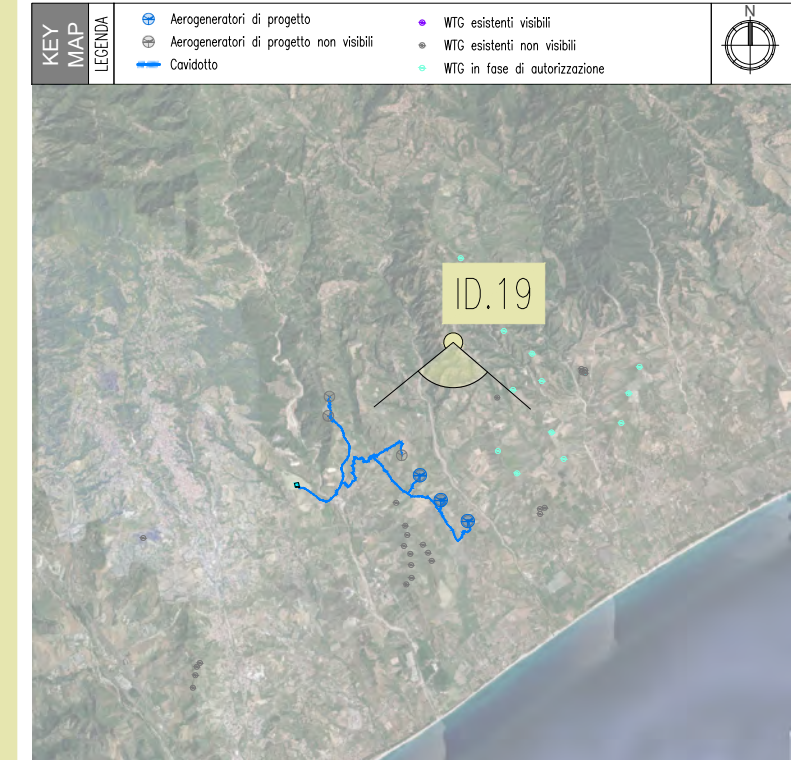 KEY
MAP
LEGENDA
Aerogeneratori di progetto
Aerogeneratori di progetto non visibili
Cavidotto
WTG esistenti visibili
WTG esistenti non visibili
WTG in fase di autorizzazione
N
ID.19